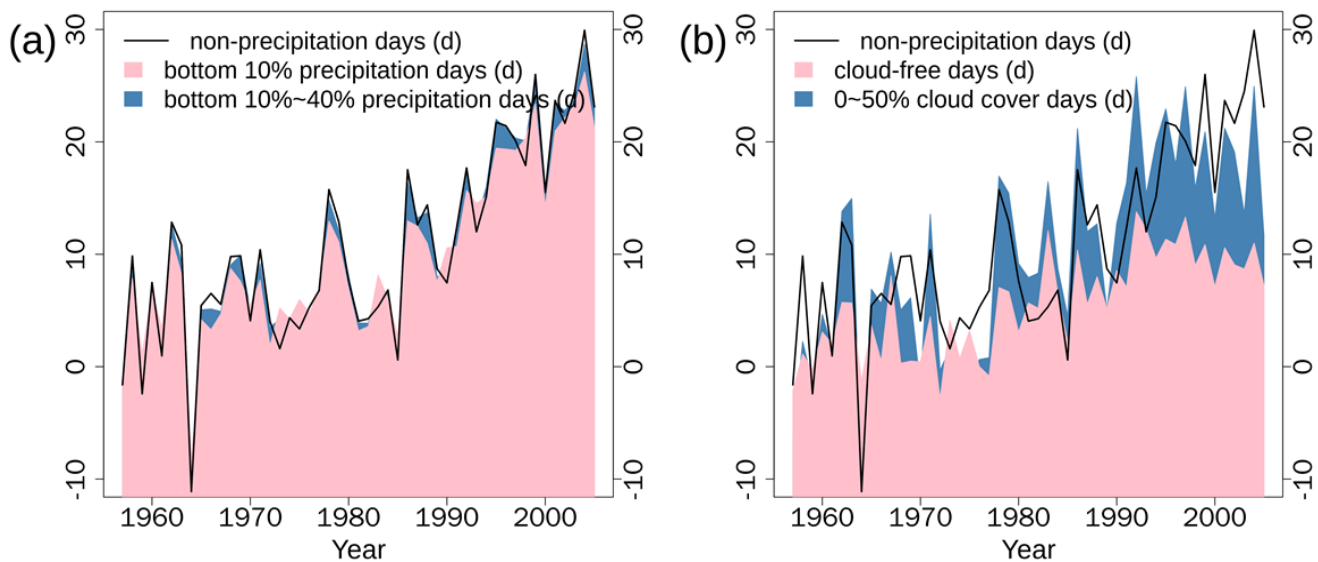 (a)
non-precipitation days (d)
bottom 10% precipitation days (d)
bottom 10%~40% precipitation days (d)
30
20
10
0
-10
30
20
10
0
-10
1960 1970 1980 1990 2000
Year
(b)
non-precipitation days (d)
cloud-free days (d)
0~50% cloud cover days (d)
30
20
10
0
-10
30
20
10
0
-10
1960 1970 1980 1990 2000
Year